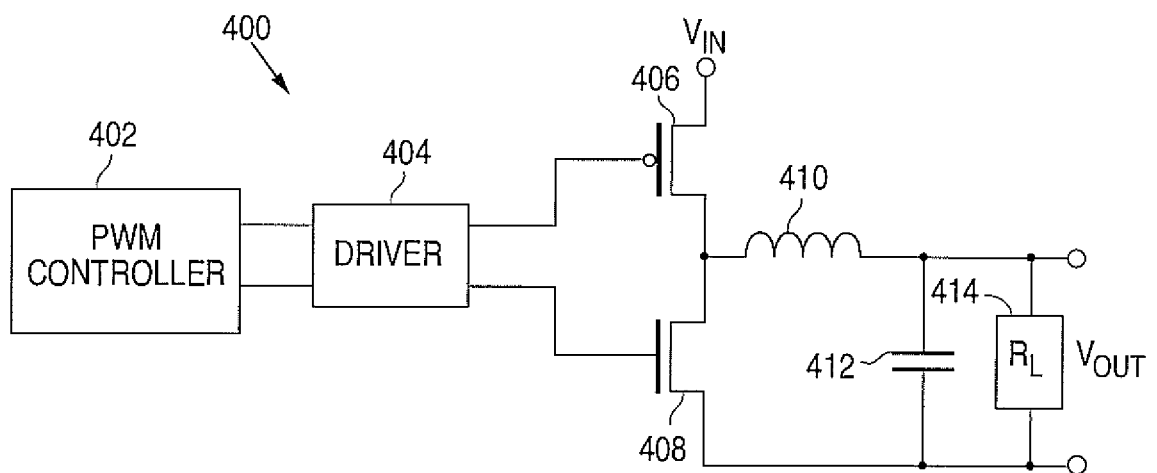 400
V_IN
406
402
404
410
PWM
CONTROLLER
DRIVER
414
412
R_L
V_OUT
408